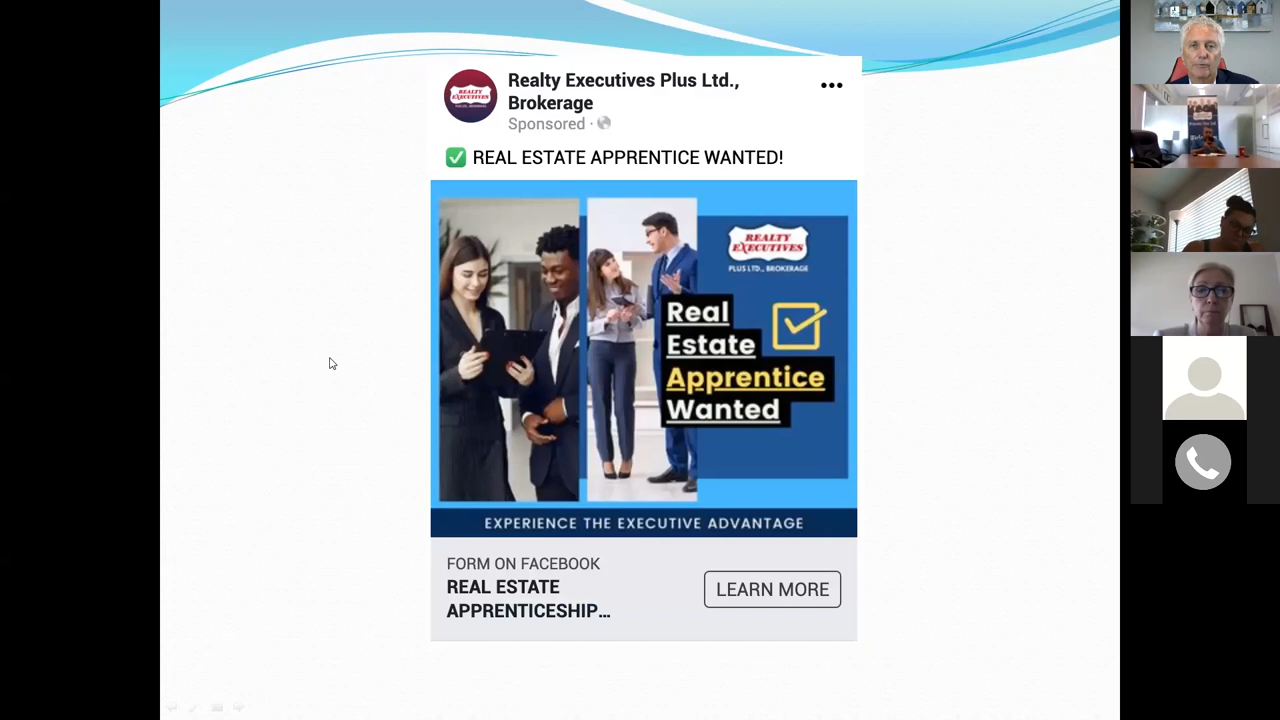 Realty Executives Plus Ltd.,
Brokerage
Sponsored ·
REAL ESTATE APPRENTICE WANTED!
REALTY
EXECUTIVES
PLUS LTD., BROKERAGE
Real
Estate
Apprentice
Wanted
EXPERIENCE THE EXECUTIVE ADVANTAGE
FORM ON FACEBOOK
REAL ESTATE
APPRENTICESHIP...
LEARN MORE